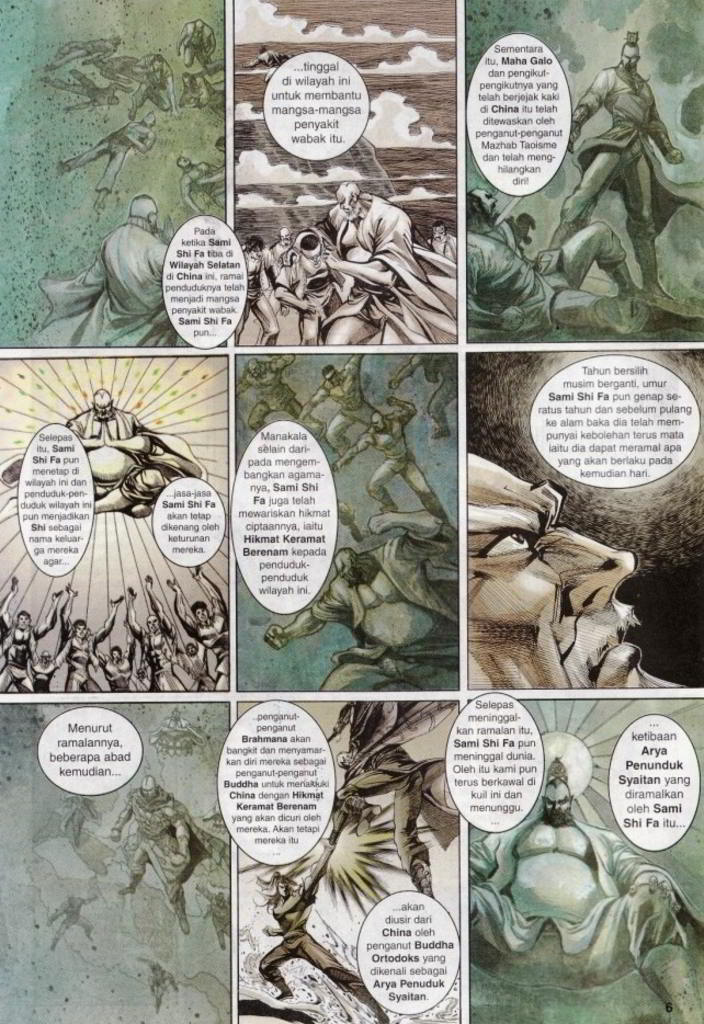 Pada
ketika Sami
Shi Fa tiba di
Wilayah Selatan
di China ini, ramai
penduduknya telah
menjadi mangsa
penyakit wabak.
Sami Shi Fa
pun...
...tinggal
di wilayah ini
untuk membantu
mangsa-mangsa
penyakit
wabak itu.
Sementara
itu, Maha Galo
dan pengikut-
pengikutnya yang
telah berjejak kaki
di China itu telah
ditewaskan oleh
penganut-penganut
Mazhab Taoisme
dan telah meng-
hilangkan
diri!
Selepas
itu, Sami
Shi Fa pun
menetap di
wilayah ini dan
penduduk-pen-
duduk wilayah ini
pun menjadikan
Shi sebagai
nama keluar-
ga mereka
agar...
...jasa-jasa
Sami Shi Fa
akan tetap
dikenang oleh
keturunan
mereka.
Manakala
selain dari-
pada mengem-
bangkan agama-
nya, Sami Shi
Fa juga telah
mewariskan hikmat
ciptaannya, iaitu
Hikmat Keramat
Berenam kepada
penduduk-
penduduk
wilayah ini.
Tahun bersilih
musim berganti, umur
Sami Shi Fa pun genap se-
ratus tahun dan sebelum pulang
ke alam baka dia telah mem-
punyai kebolehan terus mata
iaitu dia dapat meramal apa
yang akan berlaku pada
kemudian hari.
Menurut
ramalannya,
beberapa abad
kemudian...
...penganut-
penganut
Brahmana akan
bangkit dan menyamar-
kan diri mereka sebagai
penganut-penganut
Buddha untuk menakluki
China dengan Hikmat
Keramat Berenam
yang akan dicuri oleh
mereka. Akan tetapi
mereka itu
...
...akan
diusir dari
China oleh
penganut Buddha
Ortodoks yang
dikenali sebagai
Arya Penuduk
Syaitan.
Selepas
meninggal-
kan ramalan itu,
Sami Shi Fa pun
meninggal dunia.
Oleh itu kami pun
terus berkawal di
kuil ini dan
menunggu.
...
...
ketibaan
Arya
Penunduk
Syaitan yang
diramalkan
oleh Sami
Shi Fa itu...
6